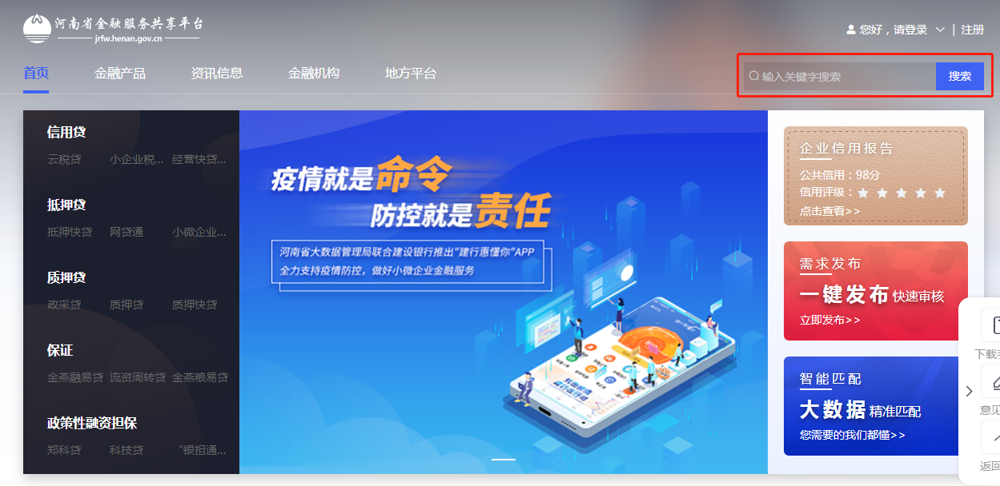 河南省金融服务共享平台
jrfw.henan.gov.cn
您好，请登录 | 注册
首页 金融产品 资讯信息 金融机构 地方平台
输入关键字搜索 搜索
信用贷
云税贷 小企业税... 经营快贷...
抵押贷
抵押快贷 网贷通 小微企业...
质押贷
政采贷 质押贷 质押快贷
保证
金燕融易贷 流资周转贷 金燕粮易贷
政策性融资担保
郑科贷 科技贷 “银担通...
疫情就是命令
防控就是责任
河南省大数据管理局联合建设银行推出"建行惠懂你"APP
全力支持疫情防控，做好小微企业金融服务
企业信用报告
公共信用：98分
信用评级：
点击查看>>
需求发布
一键发布 快速审核
立即发布>>
智能匹配
大数据 精准匹配
您需要的我们都懂>>
下载手
意见
返回